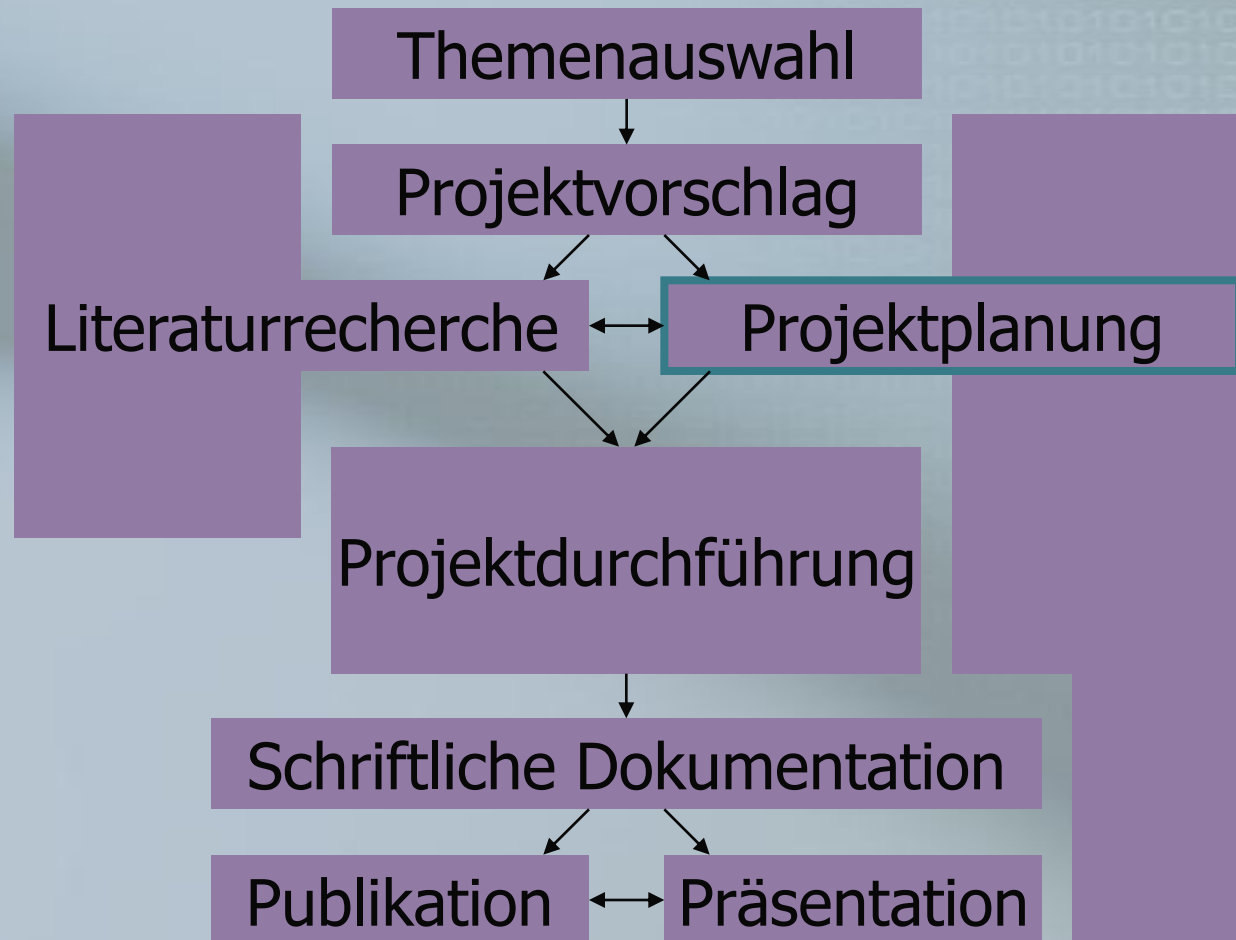 Themenauswahl
Projektvorschlag
Literaturrecherche
Projektplanung
Projektdurchführung
Schriftliche Dokumentation
Publikation
Präsentation